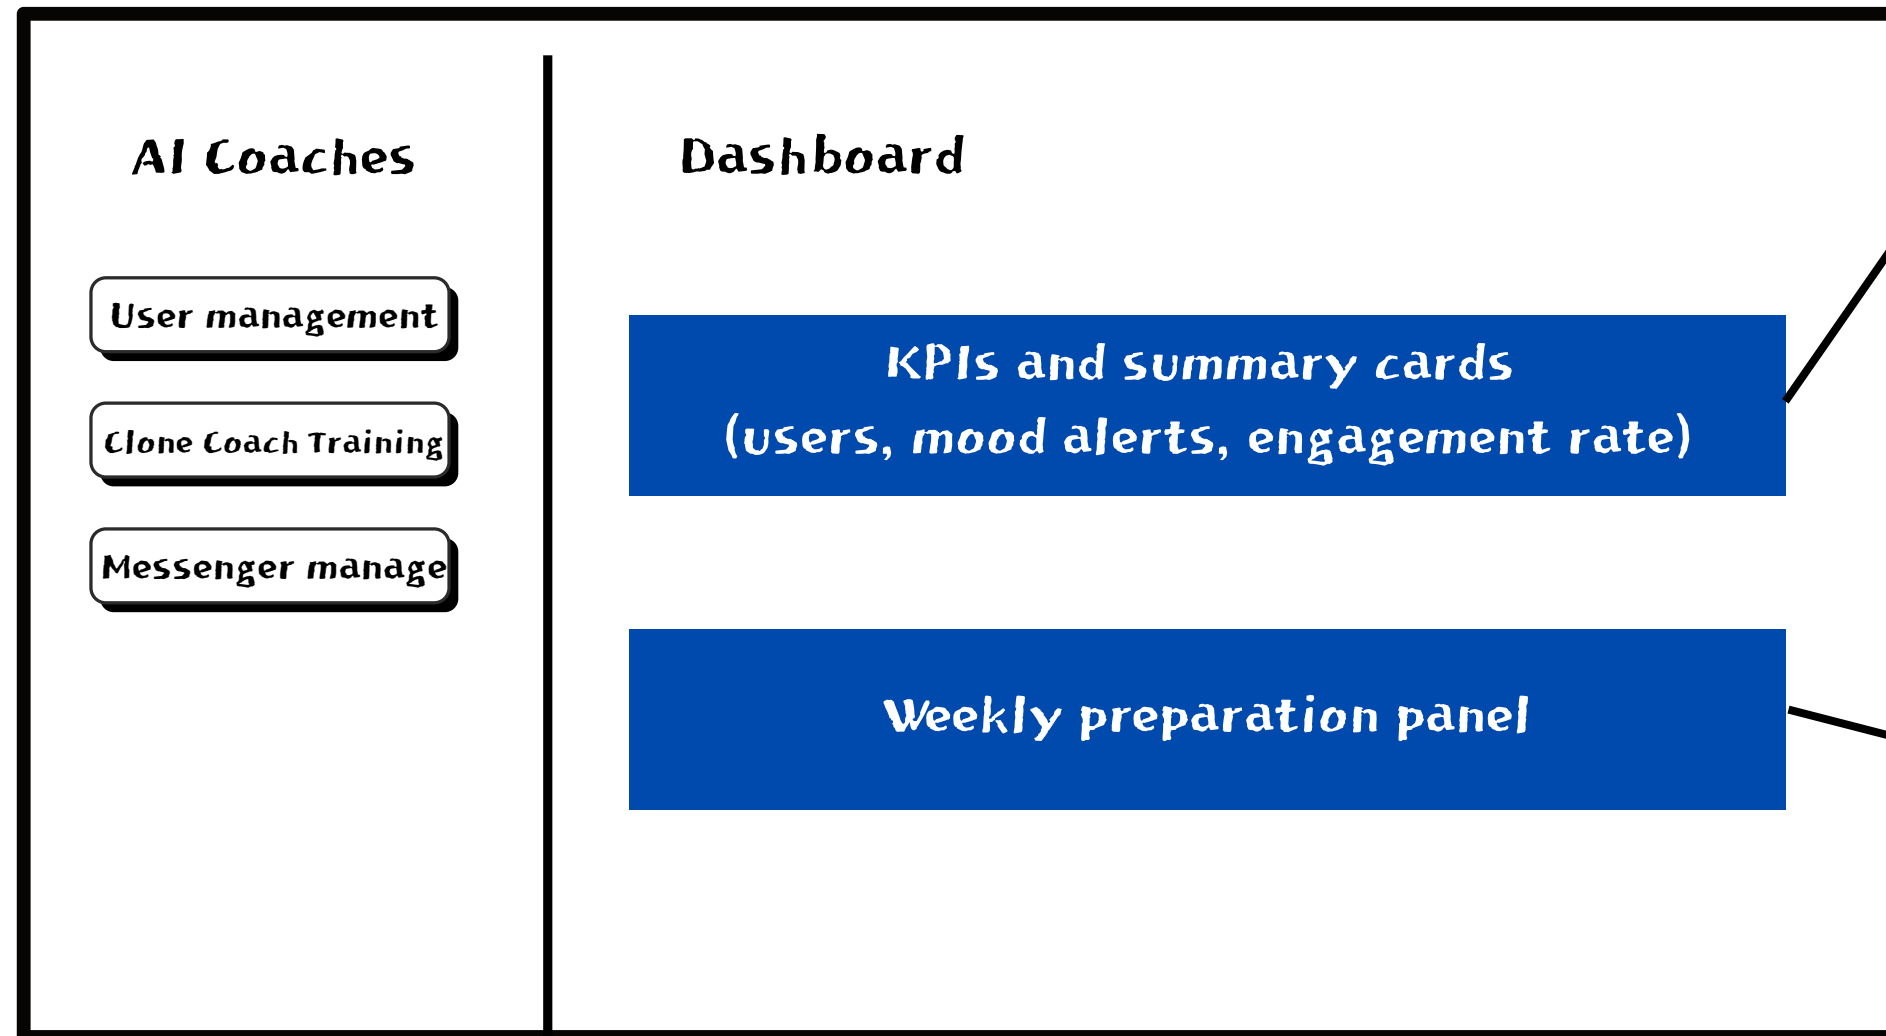 AI Coaches
User management
Clone Coach Training
Messenger manage
Dashboard
KPIs and summary cards
(users, mood alerts, engagement rate)
Weekly preparation panel